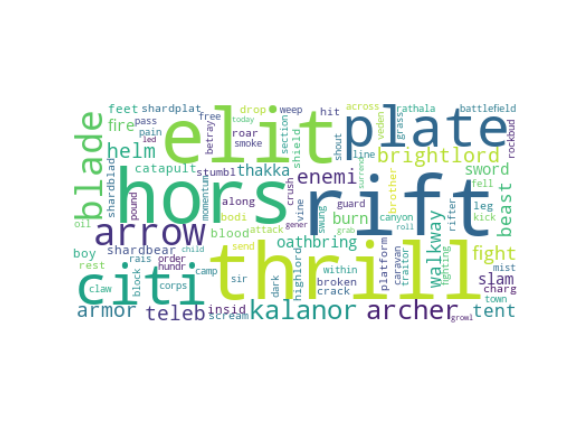 feet shardplat free drop weep hit across rathala battlefield
fire pass today betray roar section shield shout line veden grass rockbud
blade elit plate
pain led smoke
helm catapult stumbl thakka enemi brightlord sword
shardblad pound momentum along crush vine guard brother fell
hors rift beast
arrow bodi swung burn canyon rifter leg kick
oil blood attack gener grab roll surrend
boy shardbear oathbring walkway fighting fight
rest rais order child send highlord within platform caravan traitor mist
citi thrill
claw block hundr corps camp sir dark broken crack slam charg town
armor teleb insid scream kalanor archer growl tent